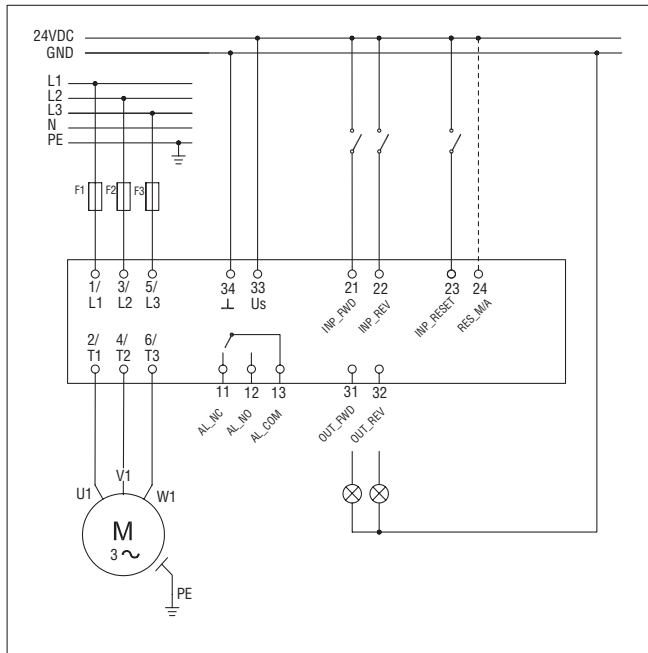 24VDC
GND
L1
L2
L3
N
PE
F1 F2 F3
1/ 3/ 5/ 34 33 21 22 23 24
L1 L2 L3 ⊥ Us
INP_FWD INP_REV INP_RESET RES_M/A
2/ 4/ 6/
T1 T2 T3
11 12 13 31 32
AL_NC AL_NO AL_COM OUT_FWD OUT_REV
U1 V1 W1
M
3 ~
PE